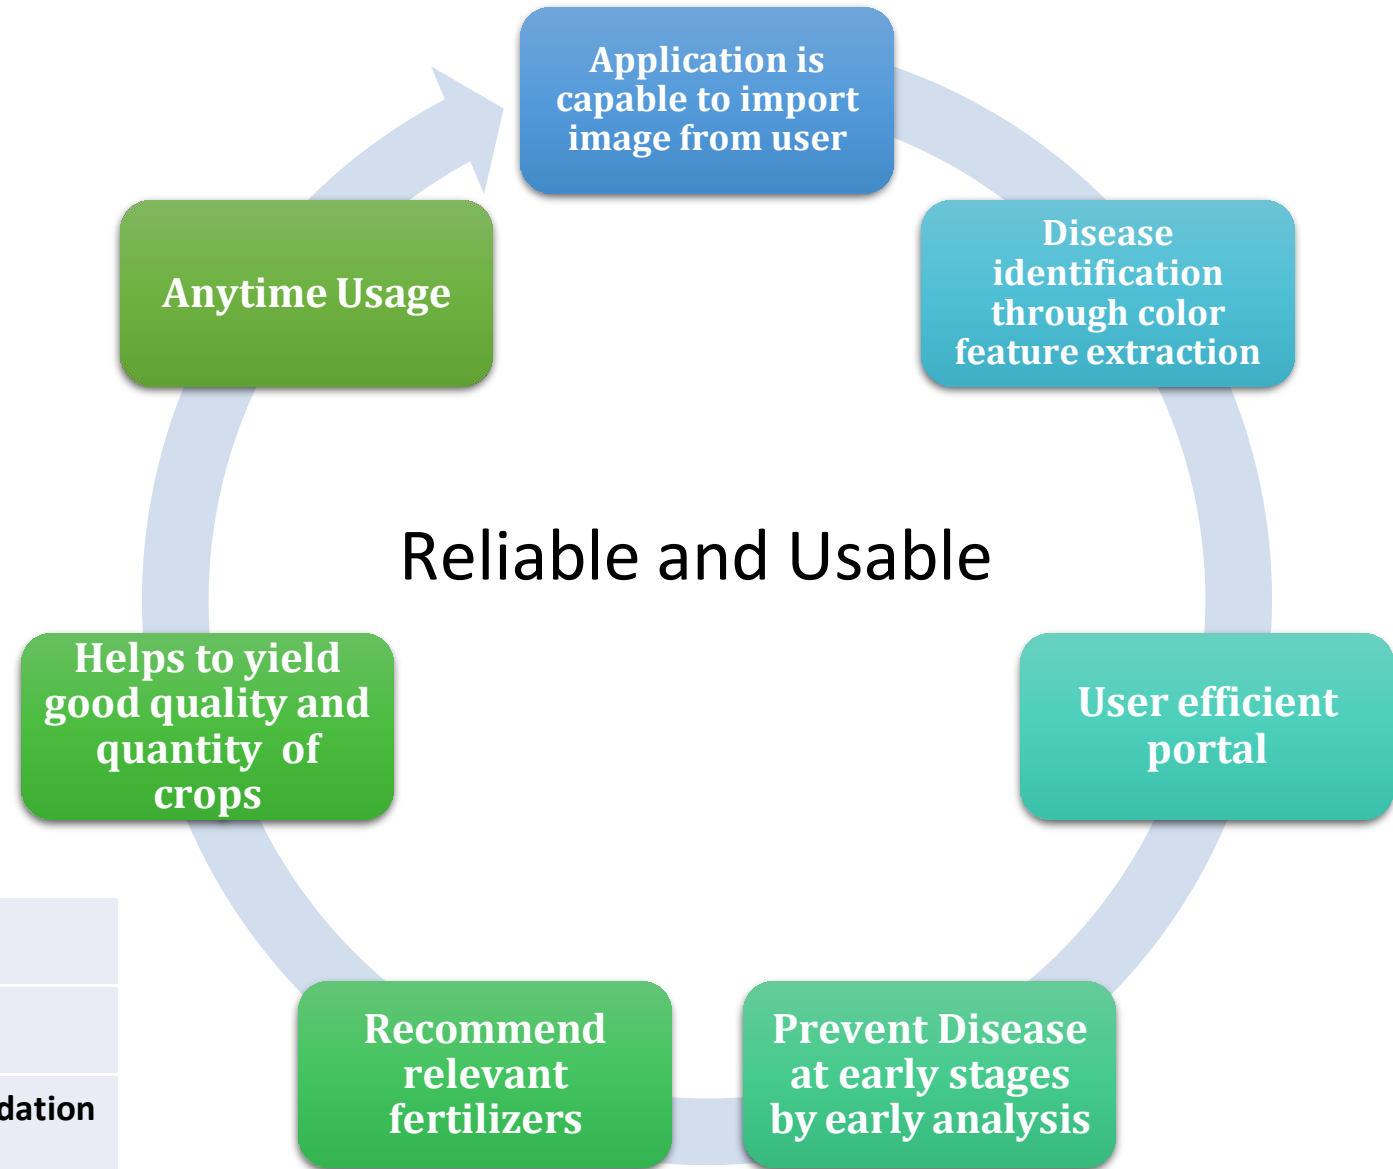 Application is
capable to import
image from user
Disease
identification
through color
feature extraction
User efficient
portal
Prevent Disease
at early stages
by early analysis
Recommend
relevant
fertilizers
Helps to yield
good quality and
quantity of
crops
Anytime Usage
Reliable and Usable
dation